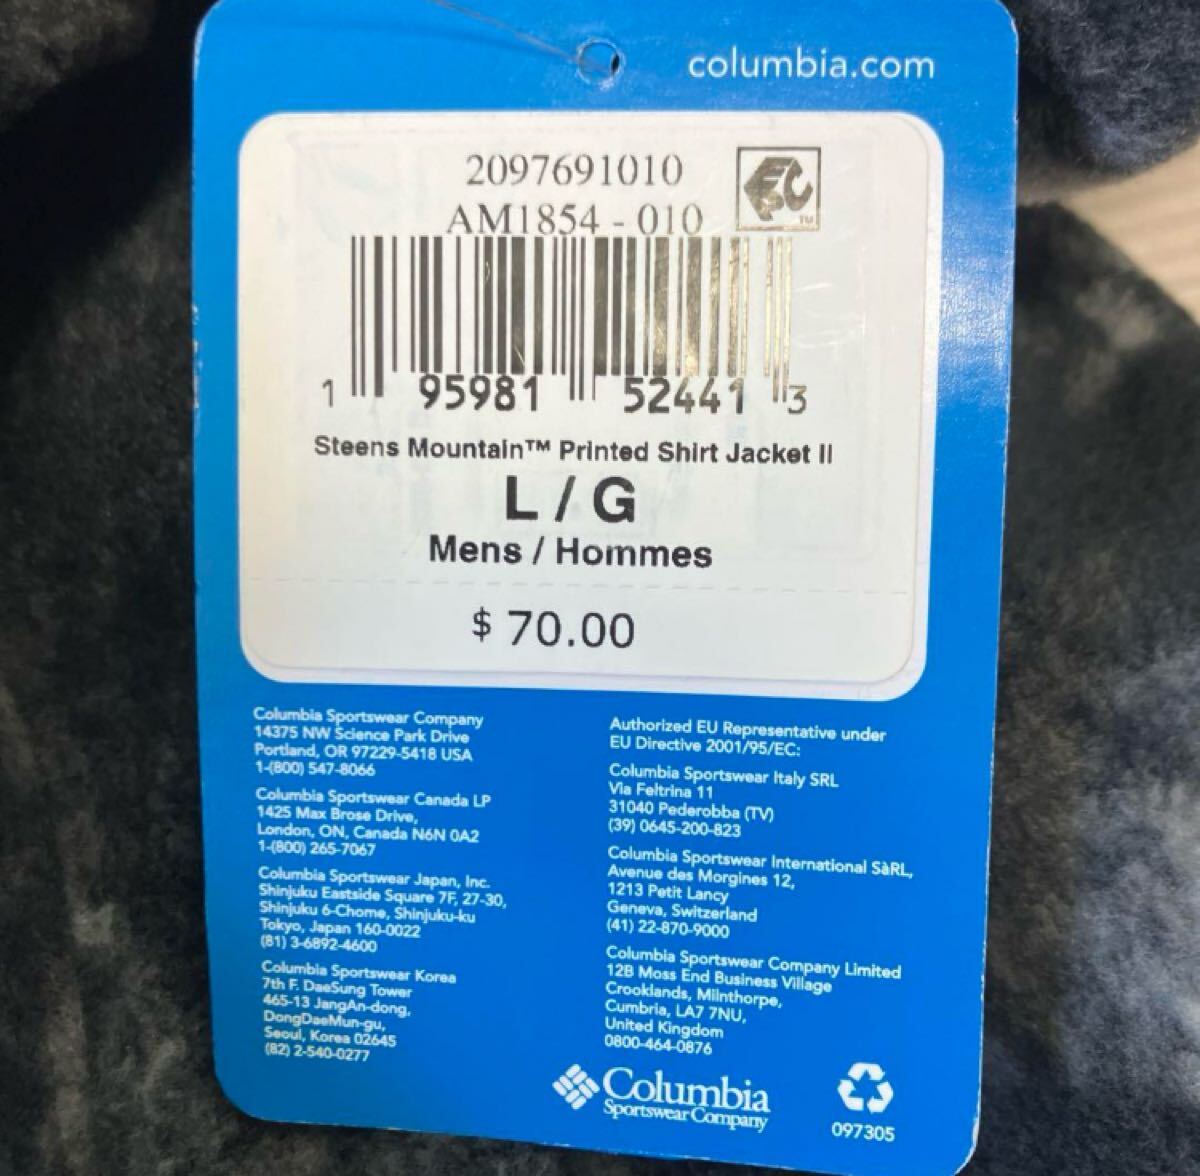 columbia.com
2097691010
AM1854 - 010
FC
TM
1 95981 52441 3
Steens Mountain™ Printed Shirt Jacket II
L / G
Mens / Hommes
$ 70.00
Columbia Sportswear Company
14375 NW Science Park Drive
Portland, OR 97229-5418 USA
1-(800) 547-8066
Columbia Sportswear Canada LP
1425 Max Brose Drive,
London, ON, Canada N6N 0A2
1-(800) 265-7067
Columbia Sportswear Japan, Inc.
Shinjuku Eastside Square 7F, 27-30,
Shinjuku 6-Chome, Shinjuku-ku
Tokyo, Japan 160-0022
(81) 3-6892-4600
Columbia Sportswear Korea
7th F. DaeSung Tower
465-13 JangAn-dong,
DongDaeMun-gu,
Seoul, Korea 02645
(82) 2-540-0277
Authorized EU Representative under
EU Directive 2001/95/EC:
Columbia Sportswear Italy SRL
Via Feltrina 11
31040 Pederobba (TV)
(39) 0645-200-823
Columbia Sportswear International SàRL,
Avenue des Morgines 12,
1213 Petit Lancy
Geneva, Switzerland
(41) 22-870-9000
Columbia Sportswear Company Limited
12B Moss End Business Village
Crooklands, Milnthorpe,
Cumbria, LA7 7NU,
United Kingdom
0800-464-0876
Columbia
Sportswear Company
097305